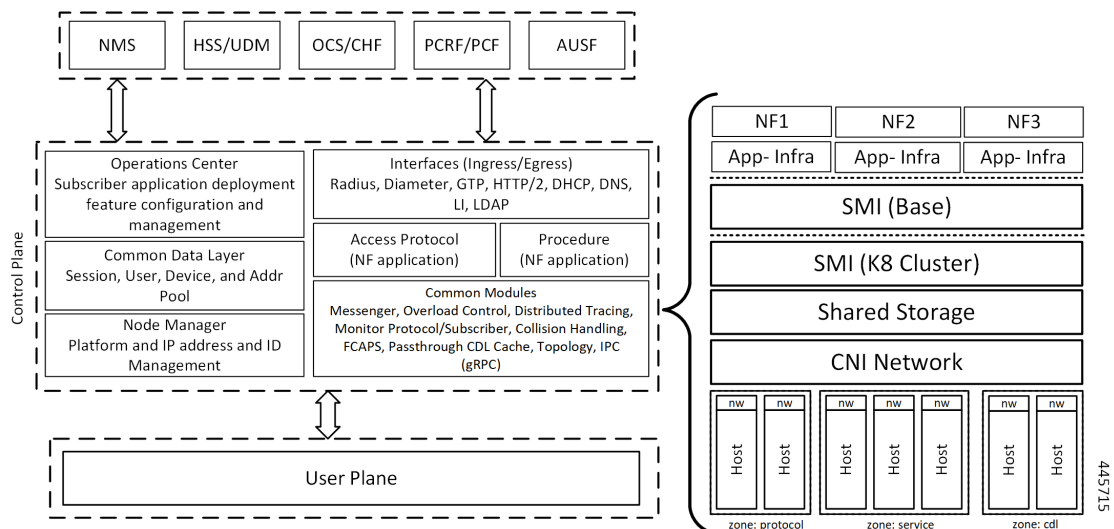 NMS
HSS/UDM
OCS/CHF
PCRF/PCF
AUSF
Control Plane
Operations Center
Subscriber application deployment
feature configuration and
management
Common Data Layer
Session, User, Device, and Addr
Pool
Node Manager
Platform and IP address and ID
Management
Interfaces (Ingress/Egress)
Radius, Diameter, GTP, HTTP/2, DHCP, DNS,
LI, LDAP
Access Protocol
(NF application)
Procedure
(NF application)
Common Modules
Messenger, Overload Control, Distributed Tracing,
Monitor Protocol/Subscriber, Collision Handling,
FCAPS, Passthrough CDL Cache, Topology, IPC
(gRPC)
User Plane
NF1
NF2
NF3
App- Infra
App- Infra
App- Infra
SMI (Base)
SMI (K8 Cluster)
Shared Storage
CNI Network
nw
nw
nw
nw
nw
nw
nw
Host
Host
Host
Host
Host
Host
Host
zone: protocol
zone: service
zone: cdl
445715